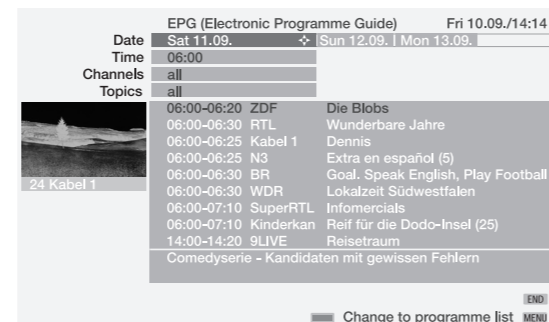 EPG (Electronic Programme Guide) Fri 10.09./14:14
Date Sat 11.09. Sun 12.09. | Mon 13.09.
Time 06:00
Channels all
Topics all
06:00-06:20 ZDF Die Blobs
06:00-06:30 RTL Wunderbare Jahre
06:00-06:25 Kabel 1 Dennis
06:00-06:25 N3 Extra en español (5)
06:00-06:30 BR Goal. Speak English, Play Football
06:00-06:30 WDR Lokalzeit Südwestfalen
06:00-07:10 SuperRTL Infomercials
06:00-07:10 Kinderkan Reif für die Dodo-Insel (25)
14:00-14:20 9LIVE Reisetraum
24 Kabel 1
Comedyserie - Kandidaten mit gewissen Fehlern
END
Change to programme list MENU